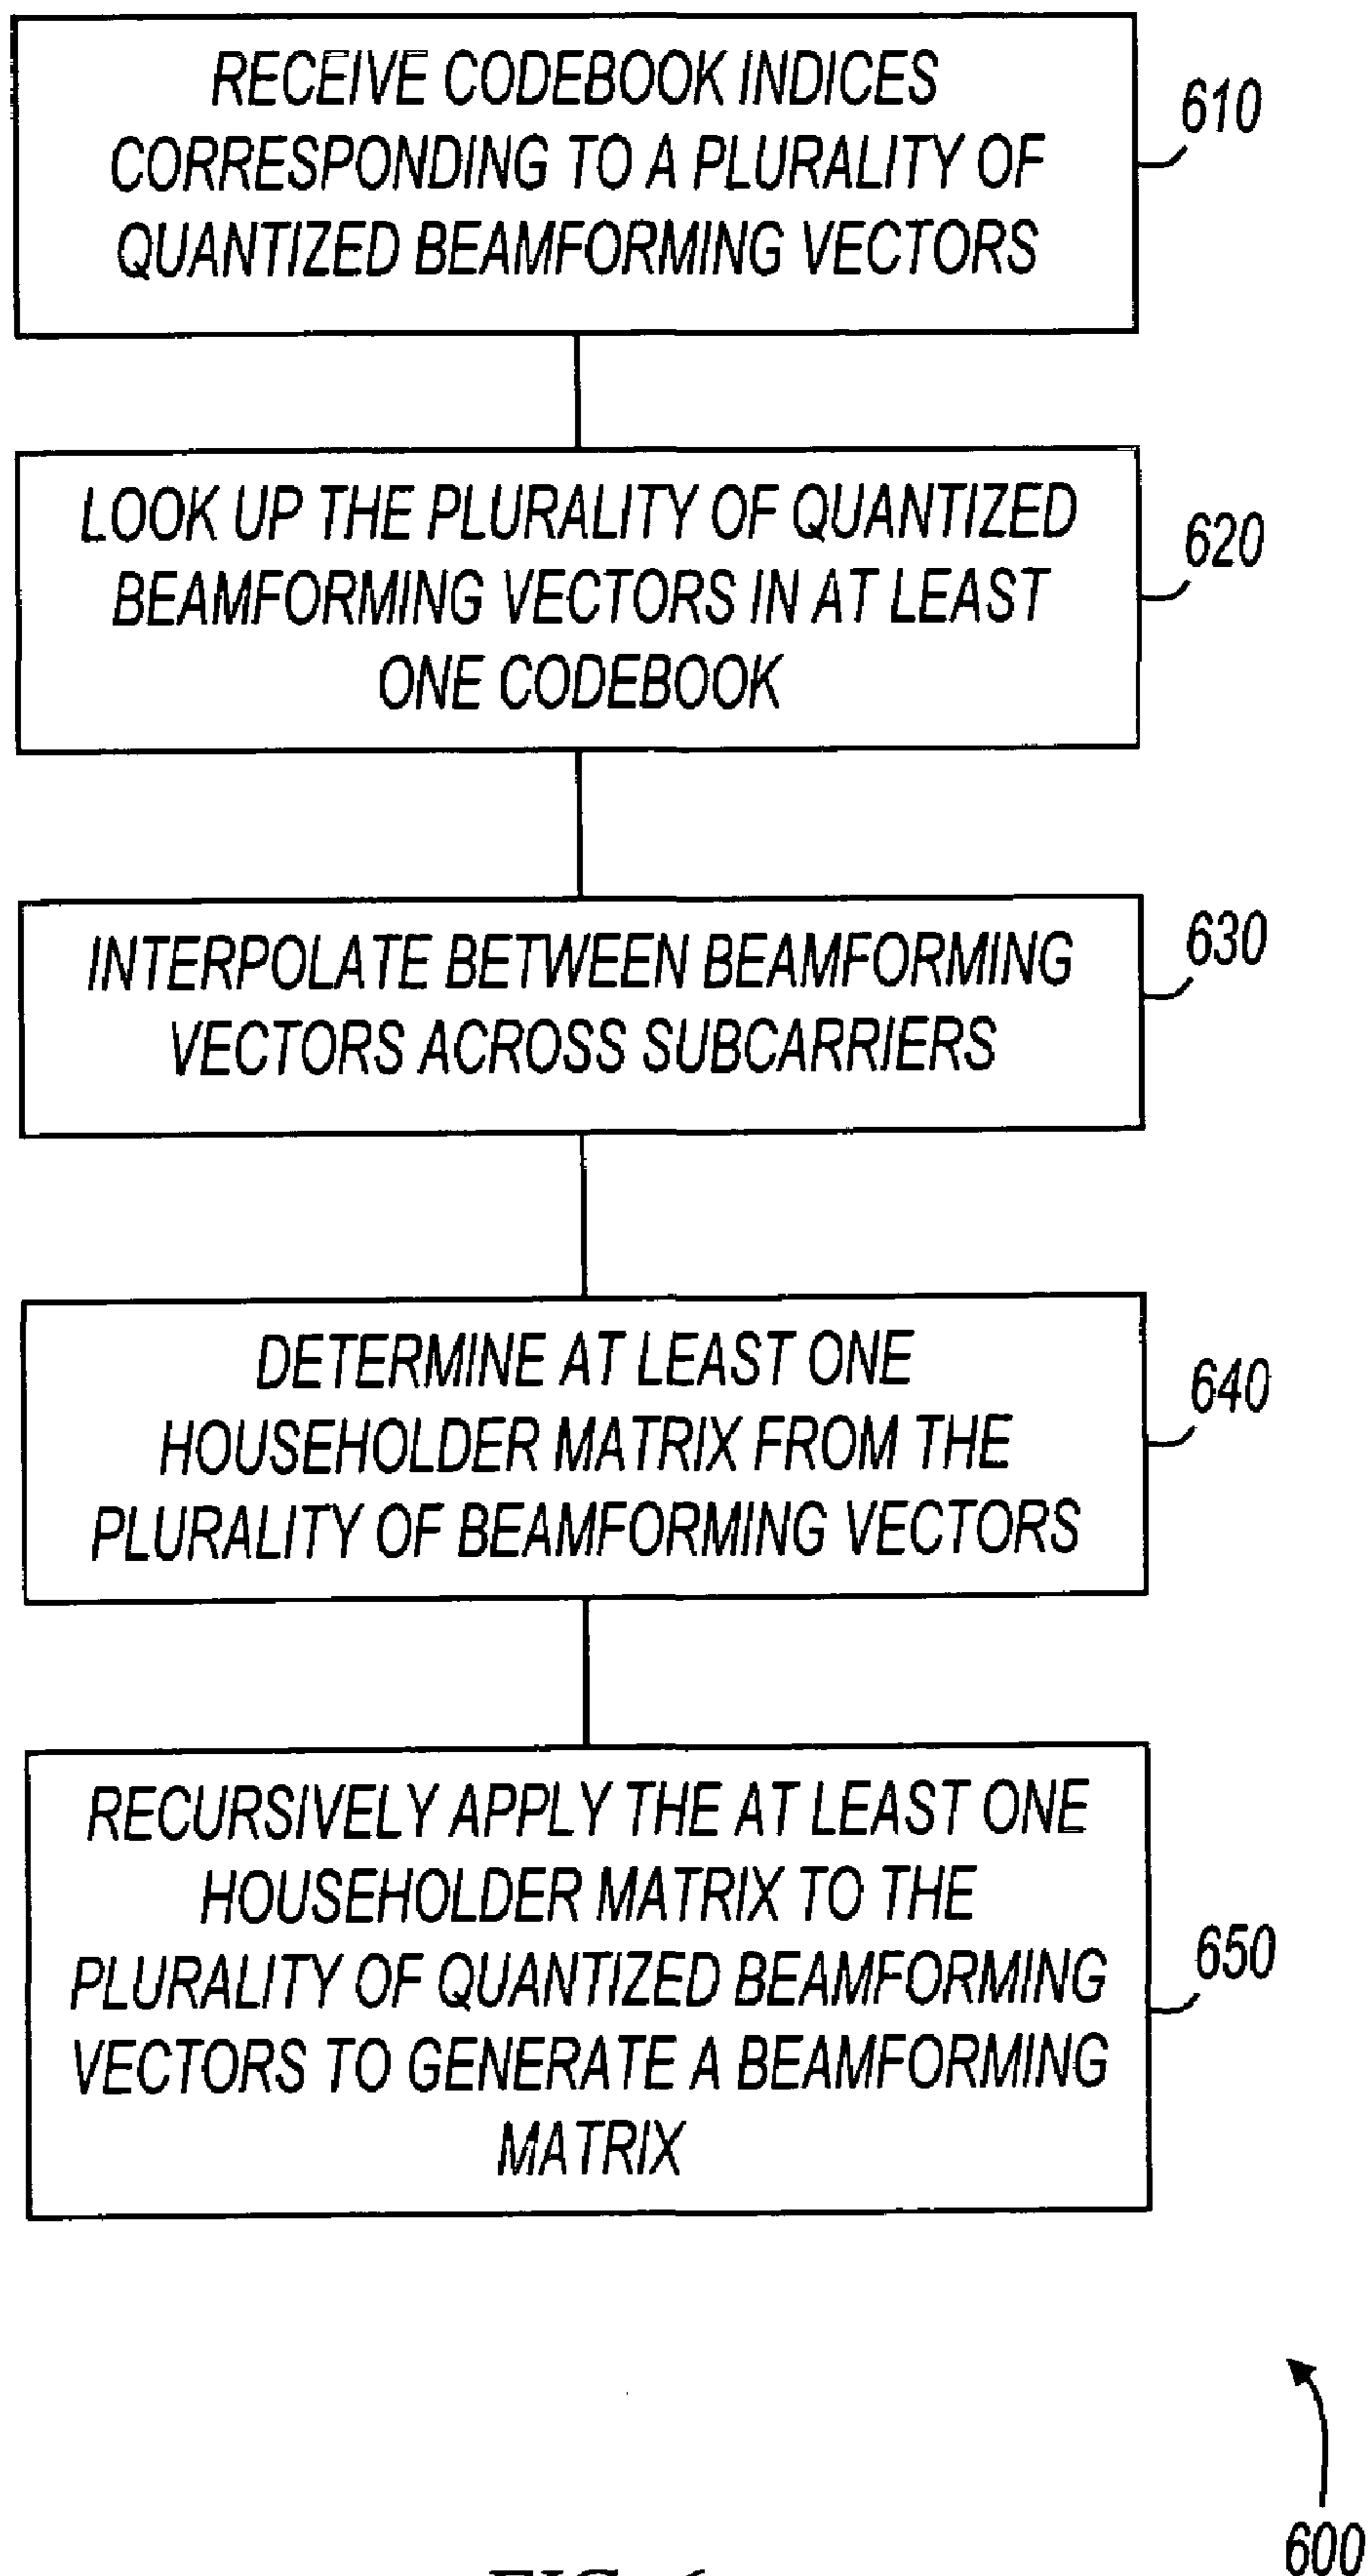 RECEIVE CODEBOOK INDICES
CORRESPONDING TO A PLURALITY OF
QUANTIZED BEAMFORMING VECTORS
610
LOOK UP THE PLURALITY OF QUANTIZED
BEAMFORMING VECTORS IN AT LEAST
ONE CODEBOOK
620
INTERPOLATE BETWEEN BEAMFORMING
VECTORS ACROSS SUBCARRIERS
630
DETERMINE AT LEAST ONE
HOUSEHOLDER MATRIX FROM THE
PLURALITY OF BEAMFORMING VECTORS
640
RECURSIVELY APPLY THE AT LEAST ONE
HOUSEHOLDER MATRIX TO THE
PLURALITY OF QUANTIZED BEAMFORMING
VECTORS TO GENERATE A BEAMFORMING
MATRIX
650
600